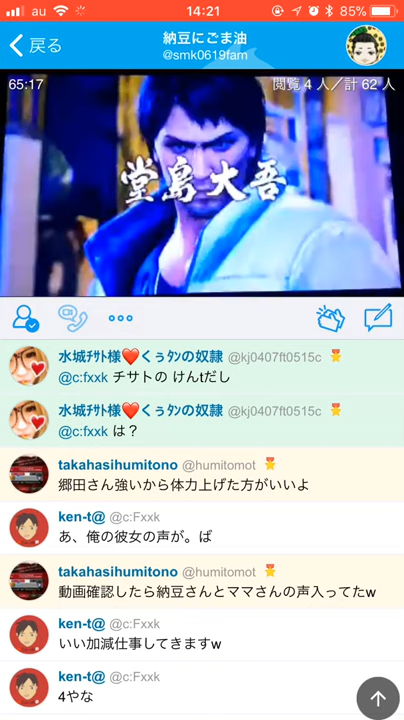 au 14:21 85%
戻る
納豆にごま油
@smk0619fam
65:17 閲覧 4 人／計 62 人
堂島大吾
水城ﾁｻﾄ様❤️くぅﾀﾝの奴隷 @kj0407ft0515c
@c:fxxk チサトの けんtだし
水城ﾁｻﾄ様❤️くぅﾀﾝの奴隷 @kj0407ft0515c
@c:fxxk は？
takahasihumitono @humitomot
郷田さん強いから体力上げた方がいいよ
ken-t@ @c:Fxxk
あ、俺の彼女の声が。ば
takahasihumitono @humitomot
動画確認したら納豆さんとママさんの声入ってたw
ken-t@ @c:Fxxk
いい加減仕事してきますw
ken-t@ @c:Fxxk
4やな